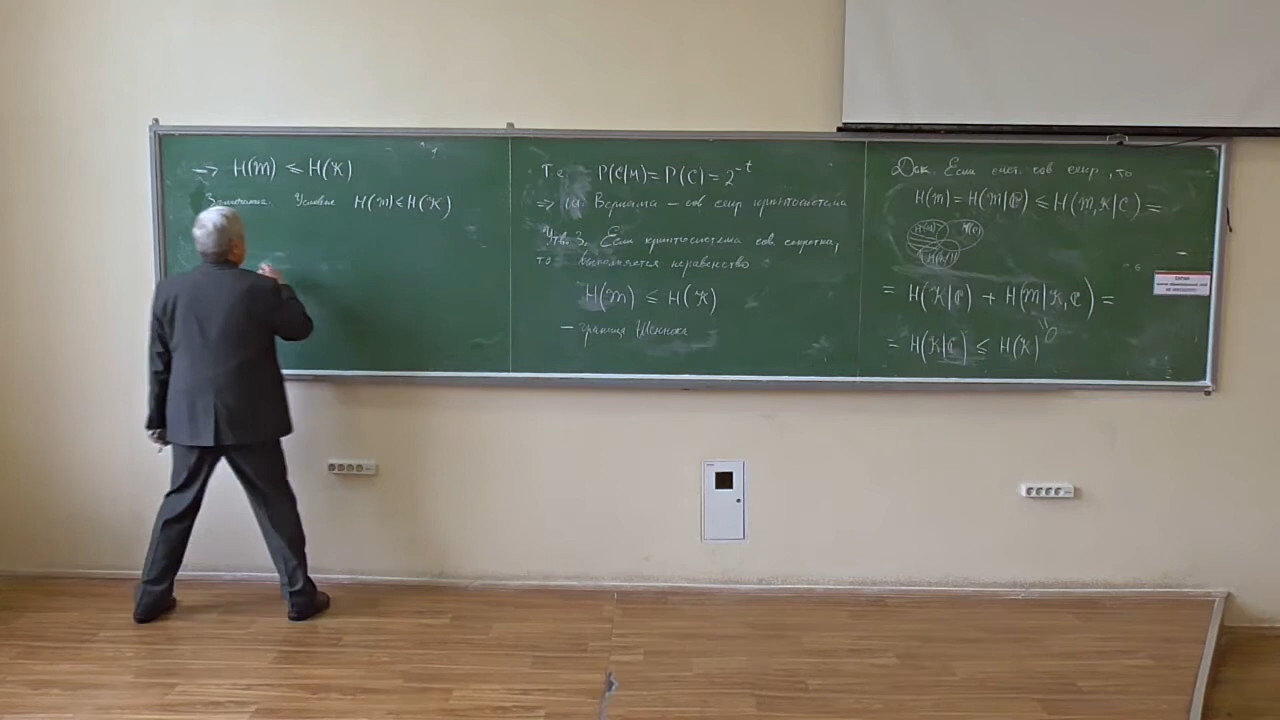 ⇒ H(M) ≤ H(K)
Замечание. Условие H(M) ≤ H(K)
Т.е. P(C|M) = P(C) = 2^{-t}
⇒ ш. Вернама – сов секр криптосистема
Утв. 3. Если криптосистема сов. секретна,
то выполняется неравенство
H(M) ≤ H(K)
– граница Шеннона
Док. Если сист. сов секр, то
H(M) = H(M|C) ≤ H(M,K|C) =
= H(K|C) + H(M|K,C) =
0
= H(K|C) ≤ H(K)